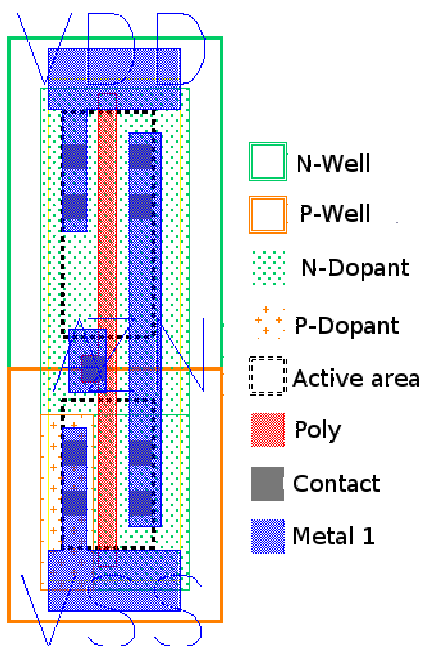 VDD
N-Well
P-Well
N-Dopant
P-Dopant
Active area
Poly
Contact
Metal 1
VSS